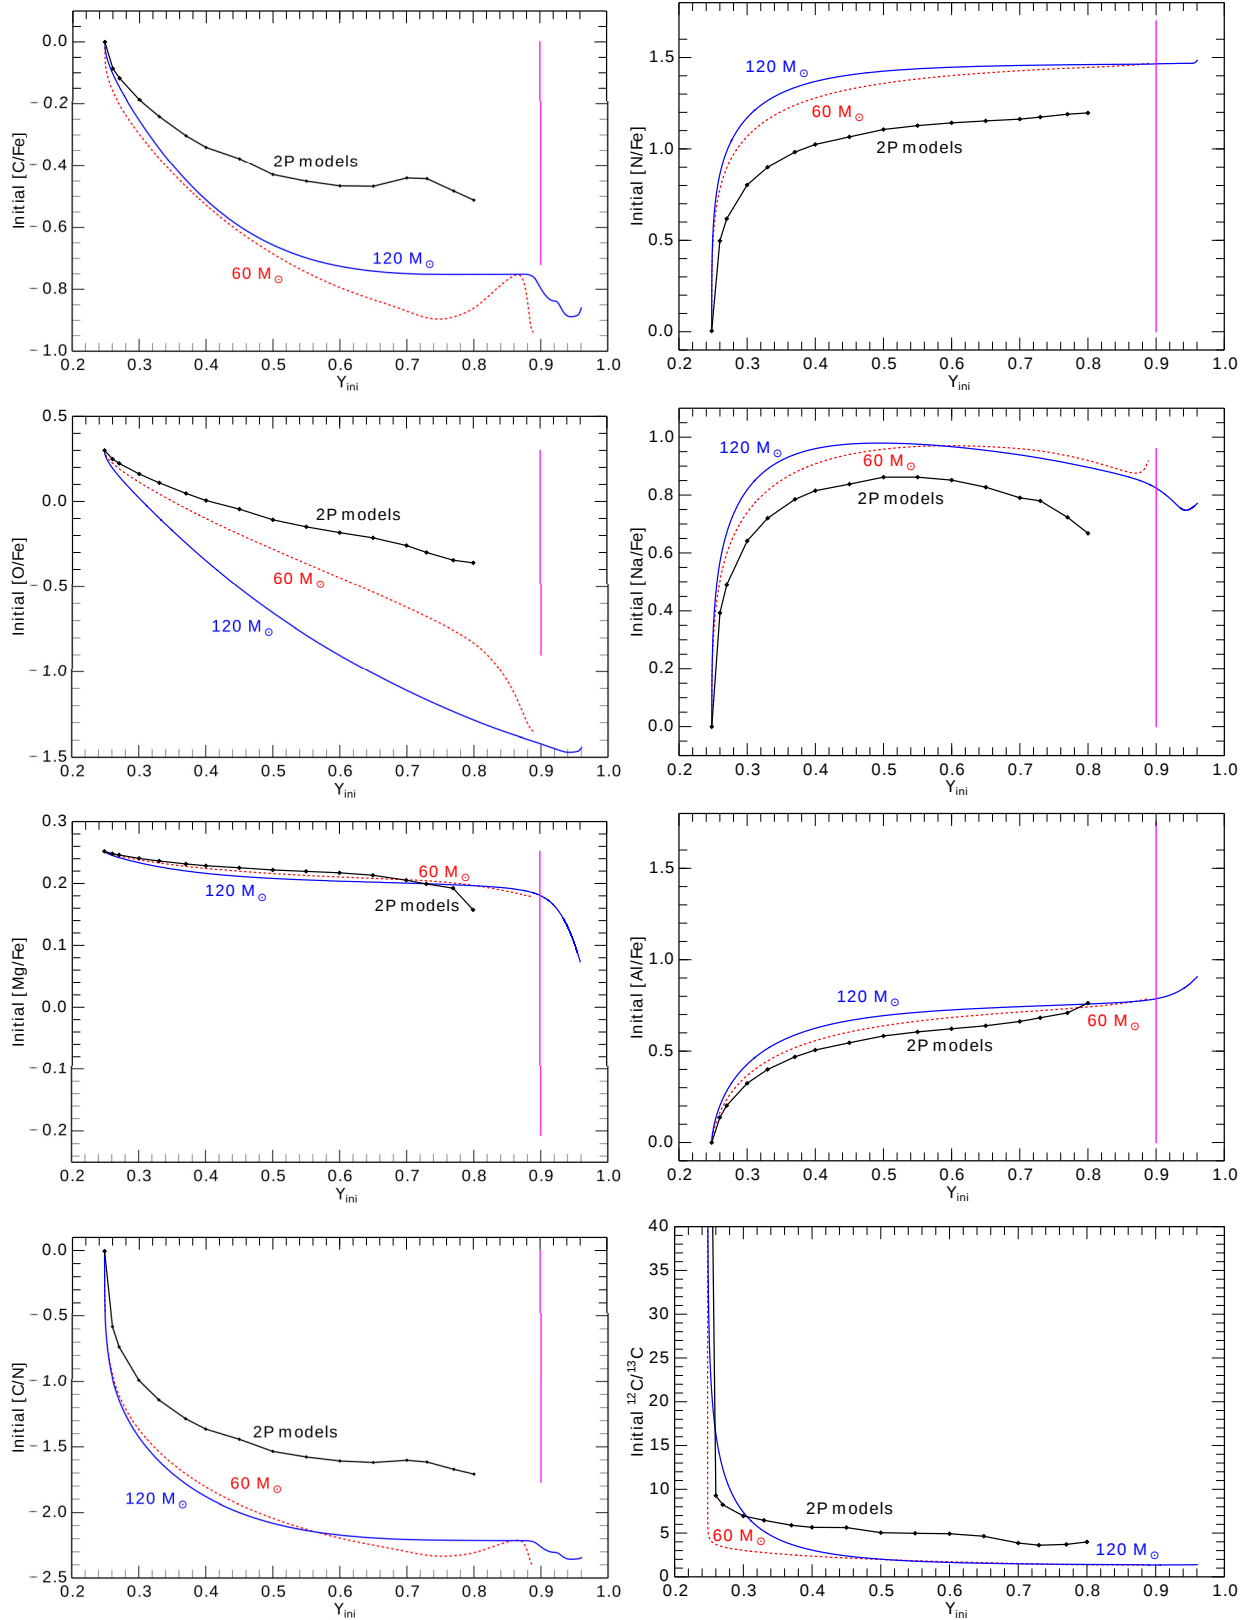 0.0
− 0.2
− 0.4
− 0.6
− 0.8
− 1.0
Initial [C/Fe]
2P models
120 M⊙
60 M⊙
0.2 0.3 0.4 0.5 0.6 0.7 0.8 0.9 1.0
Yini
1.5
1.0
0.5
0.0
Initial [N/Fe]
120 M⊙
60 M⊙
2P models
0.2 0.3 0.4 0.5 0.6 0.7 0.8 0.9 1.0
Yini
0.5
0.0
− 0.5
− 1.0
− 1.5
Initial [O/Fe]
2P models
60 M⊙
120 M⊙
0.2 0.3 0.4 0.5 0.6 0.7 0.8 0.9 1.0
Yini
1.0
0.8
0.6
0.4
0.2
0.0
Initial [Na/Fe]
120 M⊙
60 M⊙
2P models
0.2 0.3 0.4 0.5 0.6 0.7 0.8 0.9 1.0
Yini
0.3
0.2
0.1
0.0
− 0.1
− 0.2
Initial [Mg/Fe]
60 M⊙
120 M⊙
2P models
0.2 0.3 0.4 0.5 0.6 0.7 0.8 0.9 1.0
Yini
1.5
1.0
0.5
0.0
Initial [Al/Fe]
120 M⊙
60 M⊙
2P models
0.2 0.3 0.4 0.5 0.6 0.7 0.8 0.9 1.0
Yini
0.0
− 0.5
− 1.0
− 1.5
− 2.0
− 2.5
Initial [C/N]
2P models
60 M⊙
120 M⊙
0.2 0.3 0.4 0.5 0.6 0.7 0.8 0.9 1.0
Yini
40
35
30
25
20
15
10
5
0
Initial ¹²C/¹³C
2P models
60 M⊙
120 M⊙
0.2 0.3 0.4 0.5 0.6 0.7 0.8 0.9 1.0
Yini